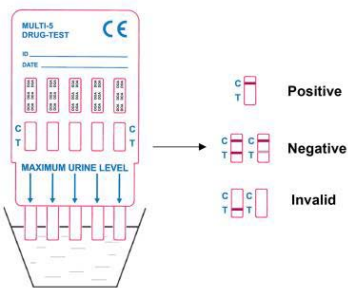 MULTI-5
DRUG-TEST
CE
ID
DATE
C C
T T
MAXIMUM URINE LEVEL
C
T
Positive
C C
T T
Negative
C C
T T
Invalid